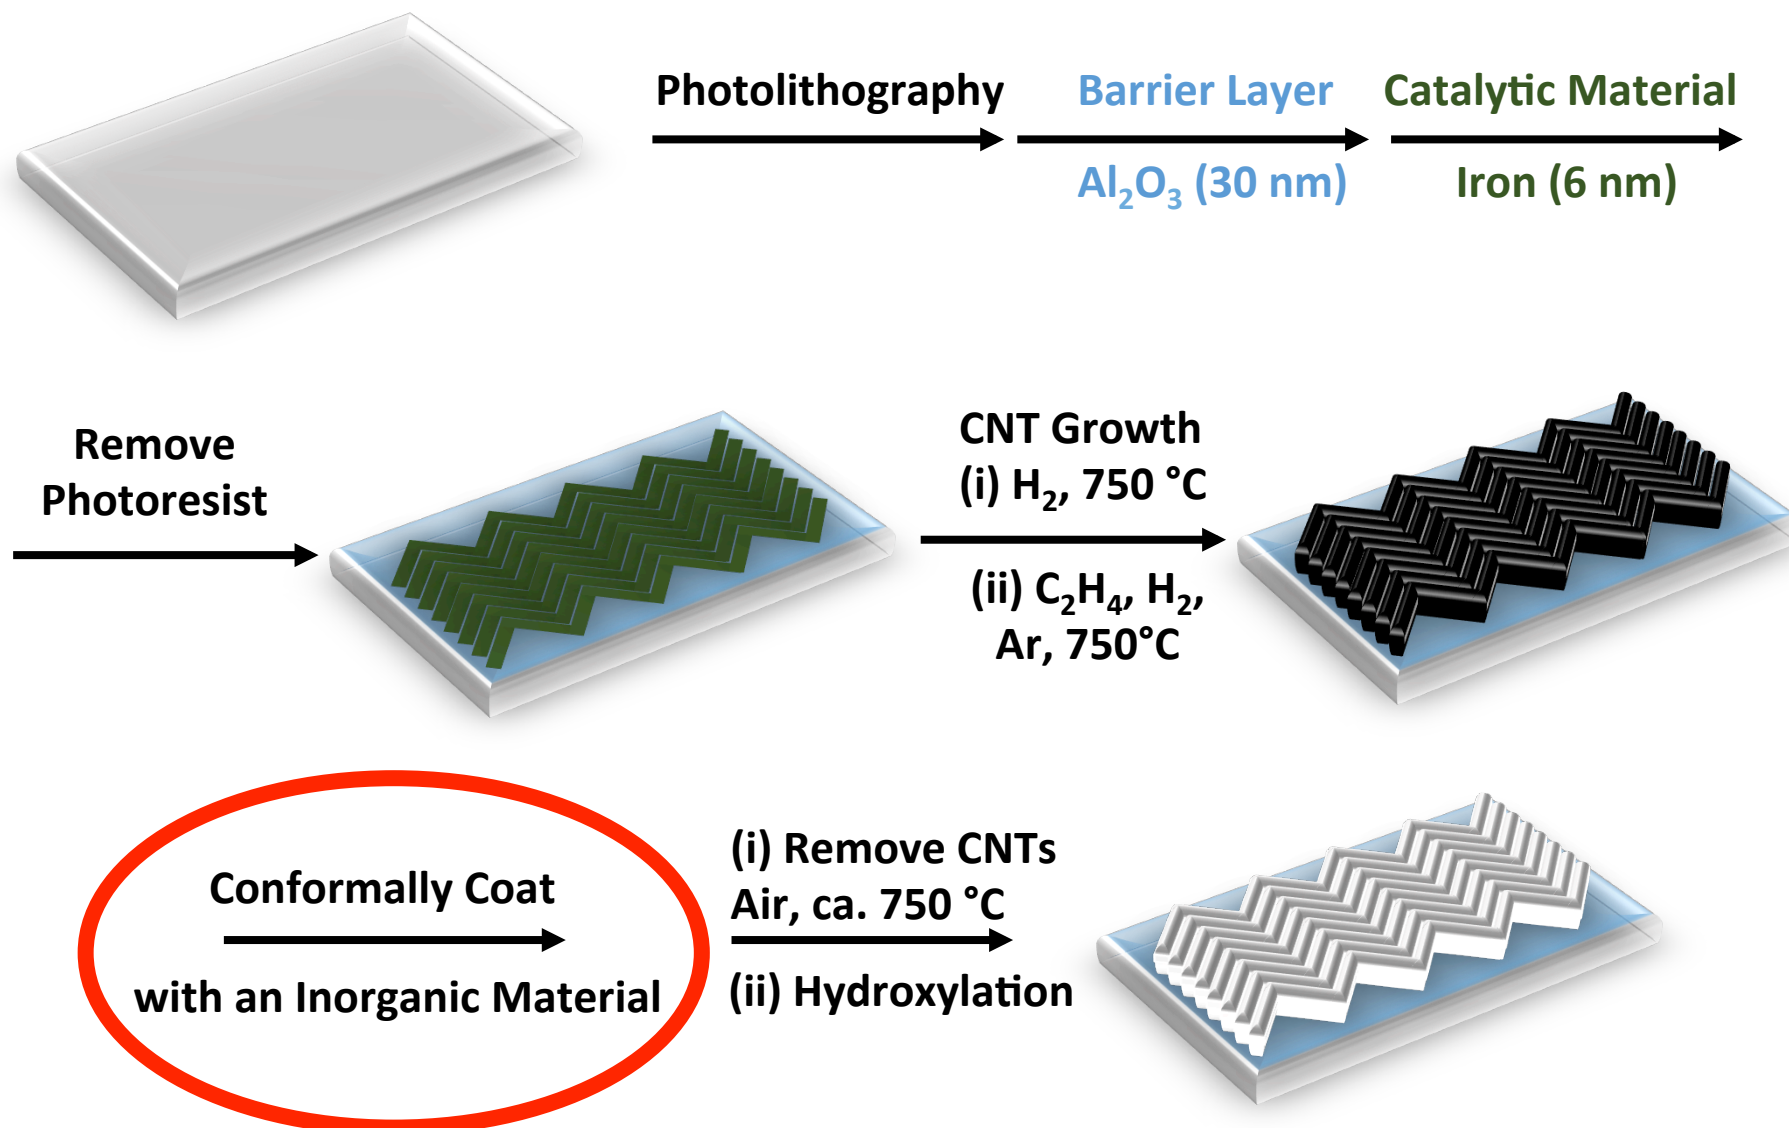 Photolithography
Barrier Layer
Al₂O₃ (30 nm)
Catalytic Material
Iron (6 nm)
Remove
Photoresist
CNT Growth
(i) H₂, 750 °C
(ii) C₂H₄, H₂,
Ar, 750°C
Conformally Coat
with an Inorganic Material
(i) Remove CNTs
Air, ca. 750 °C
(ii) Hydroxylation